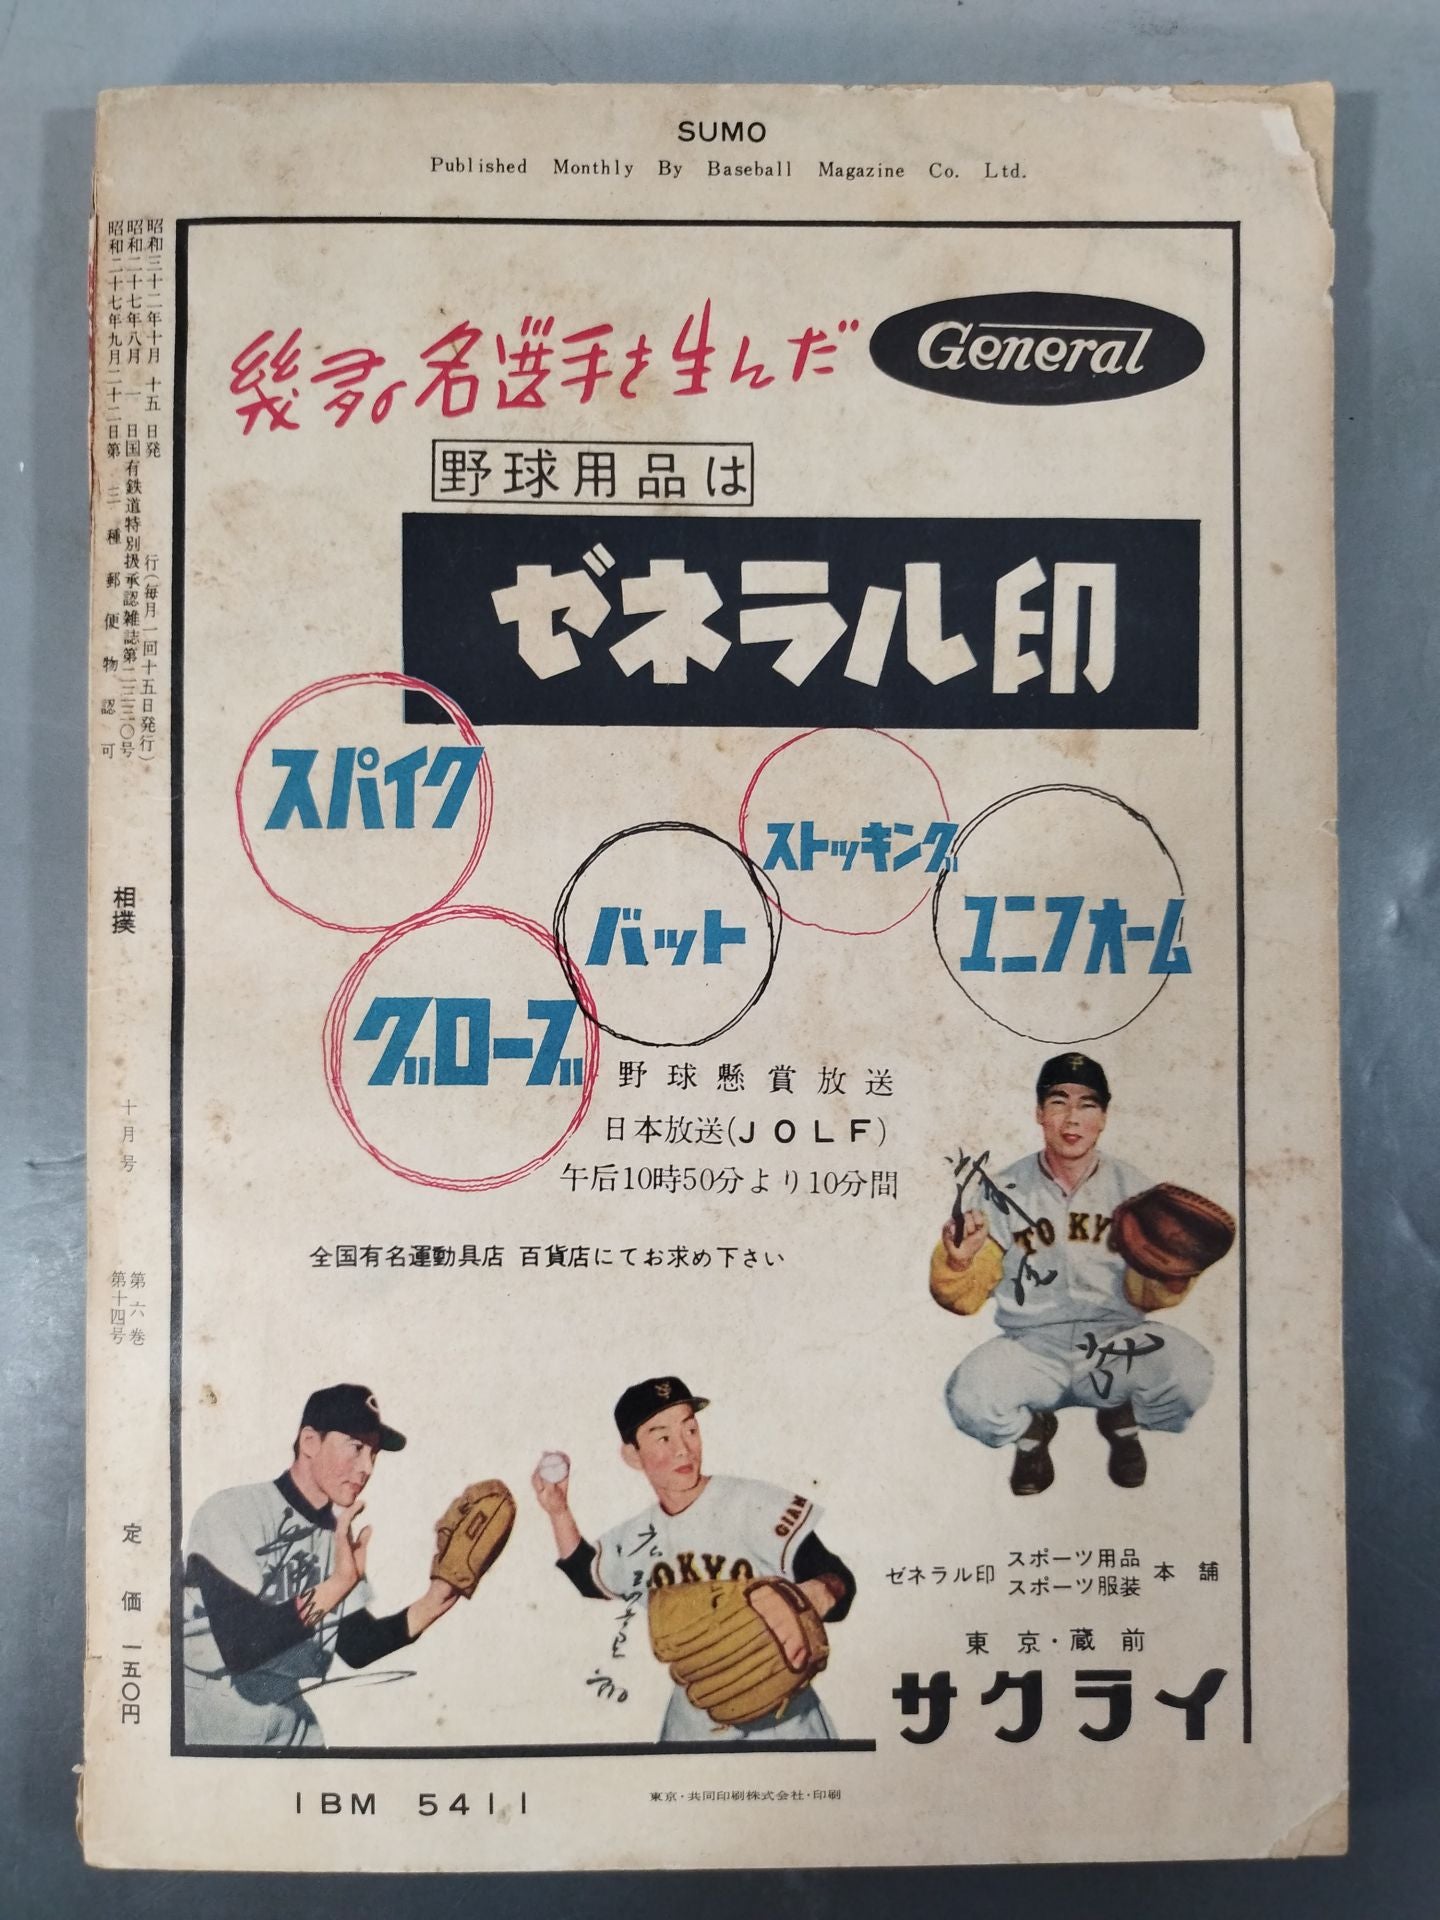 SUMO
Published Monthly By Baseball Magazine Co. Ltd.
昭和三十二年十月十五日発行(毎月一回十五日発行)
昭和二十七年八月一日国有鉄道特別扱承認雑誌第二三三〇号
昭和二十七年九月二十二日第三種郵便物認可
相撲
十月号
第六巻
第十四号
定価一五〇円
幾多の名選手を生んだ
General
野球用品は
ゼネラル印
スパイク
ストッキング
バット
ユニフォーム
グローブ
野球懸賞放送
日本放送(JOLF)
午后10時50分より10分間
全国有名運動具店 百貨店にてお求め下さい
TOKY
GIAN
TOKYO
ゼネラル印 スポーツ用品 スポーツ服装 本舗
東京・蔵前
サクライ
IBM 5411
東京・共同印刷株式会社・印刷